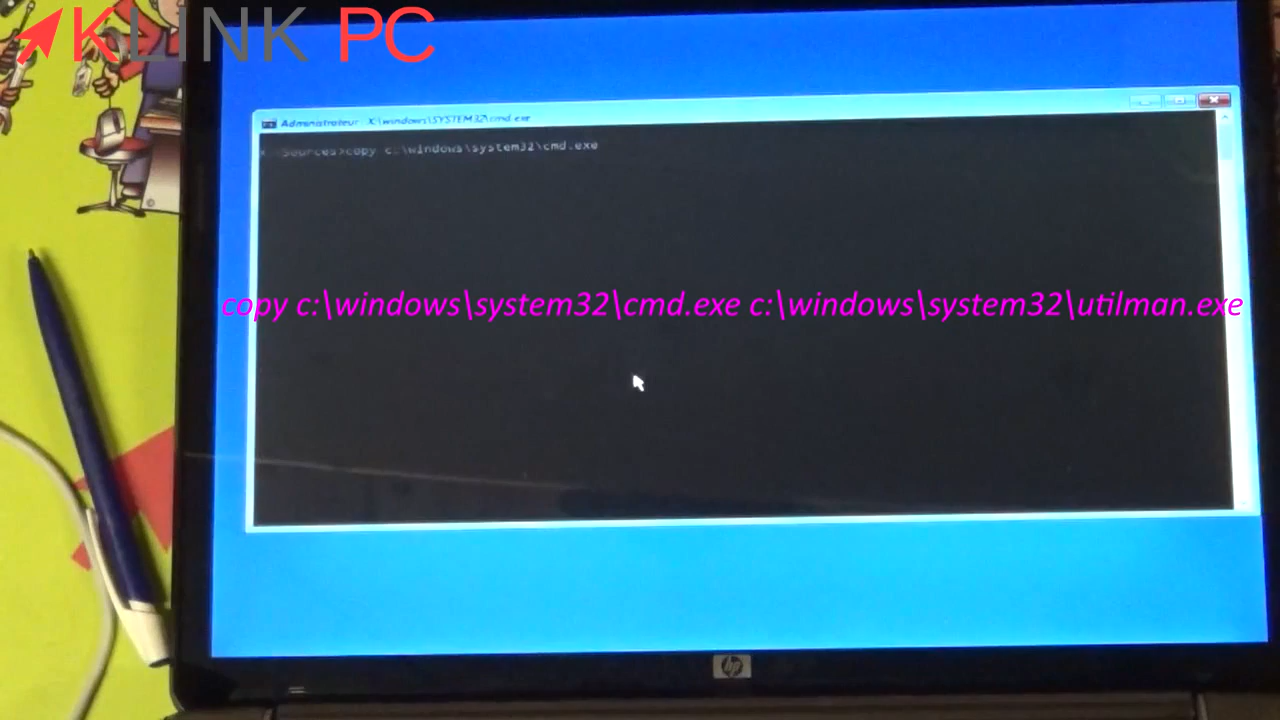 KLINK PC
Administrateur: X:\windows\SYSTEM32\cmd.exe
Sources>copy c:\windows\system32\cmd.exe
copy c:\windows\system32\cmd.exe c:\windows\system32\utilman.exe
hp